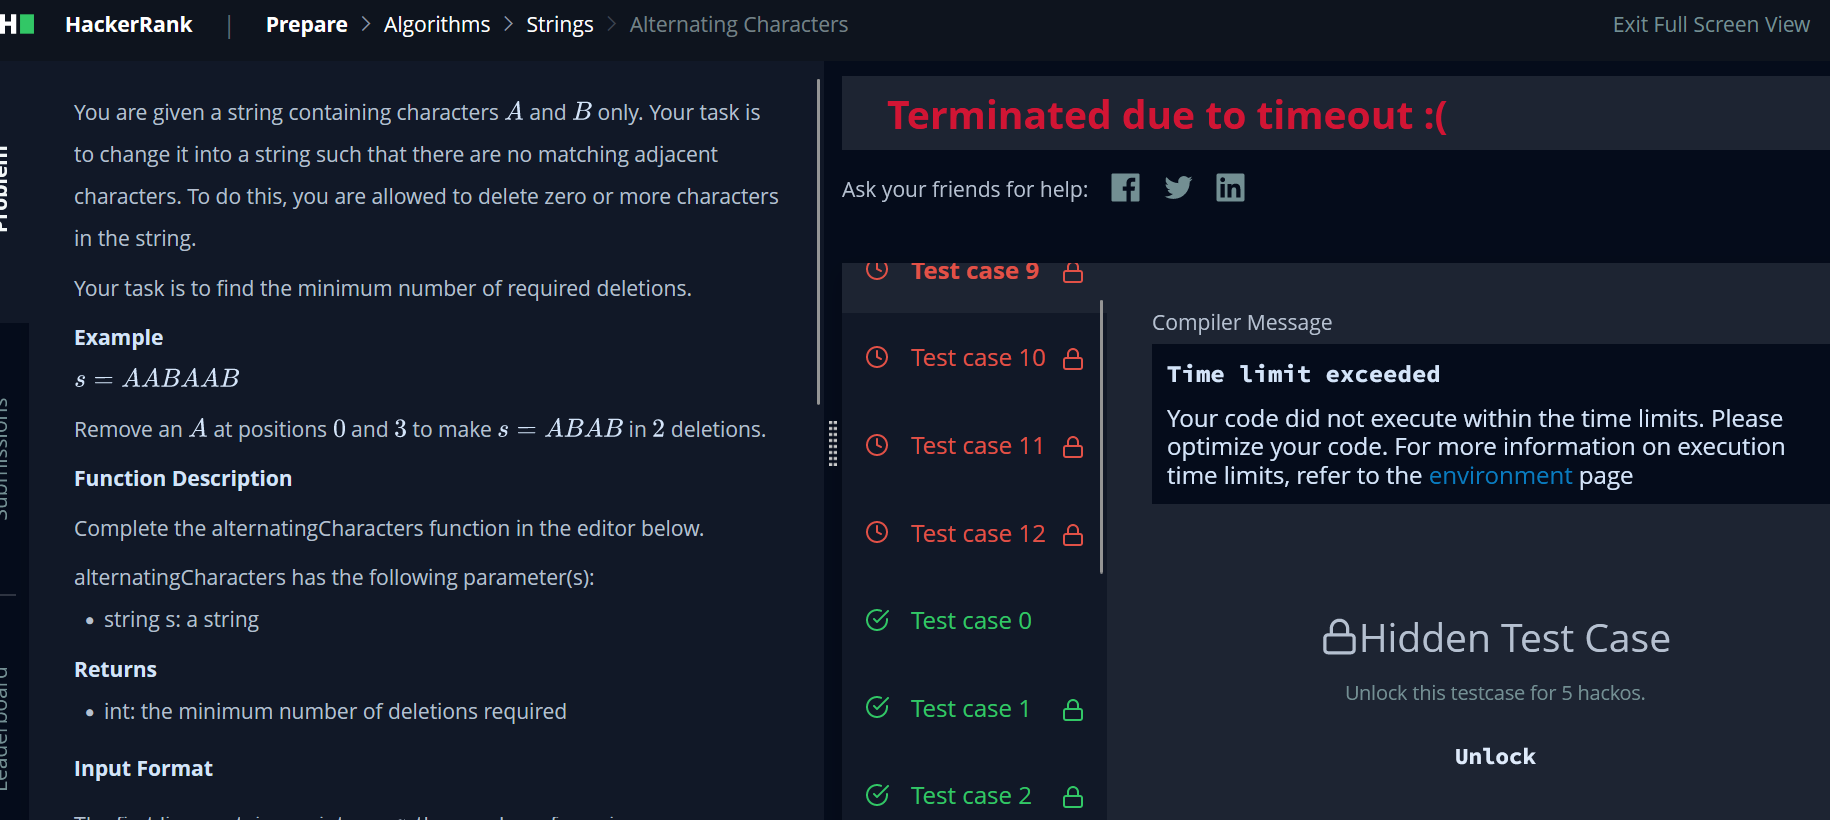 H HackerRank | Prepare > Algorithms > Strings > Alternating Characters Exit Full Screen View
Problem
Submissions
Leaderboard
You are given a string containing characters A and B only. Your task is
to change it into a string such that there are no matching adjacent
characters. To do this, you are allowed to delete zero or more characters
in the string.
Your task is to find the minimum number of required deletions.
Example
s = AABAAB
Remove an A at positions 0 and 3 to make s = ABAB in 2 deletions.
Function Description
Complete the alternatingCharacters function in the editor below.
alternatingCharacters has the following parameter(s):
• string s: a string
Returns
• int: the minimum number of deletions required
Input Format
Terminated due to timeout :(
Ask your friends for help:
Test case 9
Test case 10
Test case 11
Test case 12
Test case 0
Test case 1
Test case 2
Compiler Message
Time limit exceeded
Your code did not execute within the time limits. Please
optimize your code. For more information on execution
time limits, refer to the environment page
Hidden Test Case
Unlock this testcase for 5 hackos.
Unlock